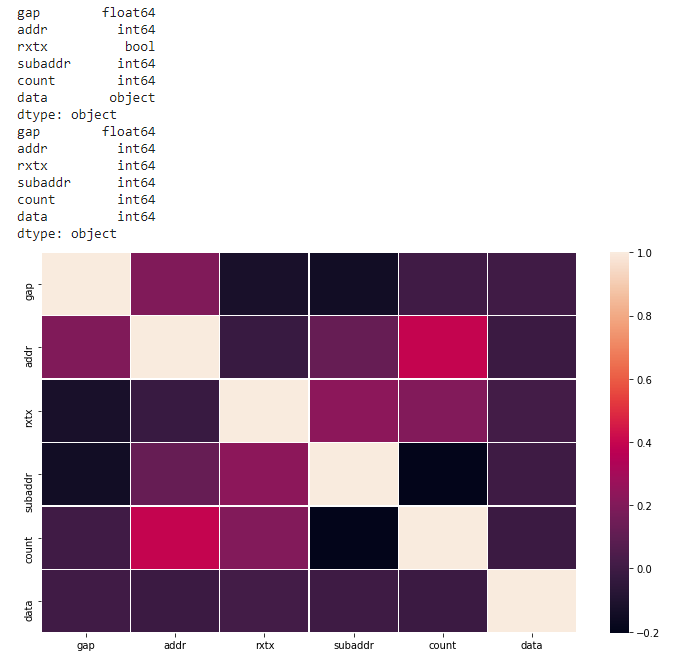 gap        float64
addr         int64
rxtx          bool
subaddr      int64
count        int64
data        object
dtype: object
gap        float64
addr         int64
rxtx         int64
subaddr      int64
count        int64
data         int64
dtype: object
1.0
gap
0.8
addr
0.6
rxtx
0.4
0.2
subaddr
count
0.0
data
−0.2
gap addr rxtx subaddr count data